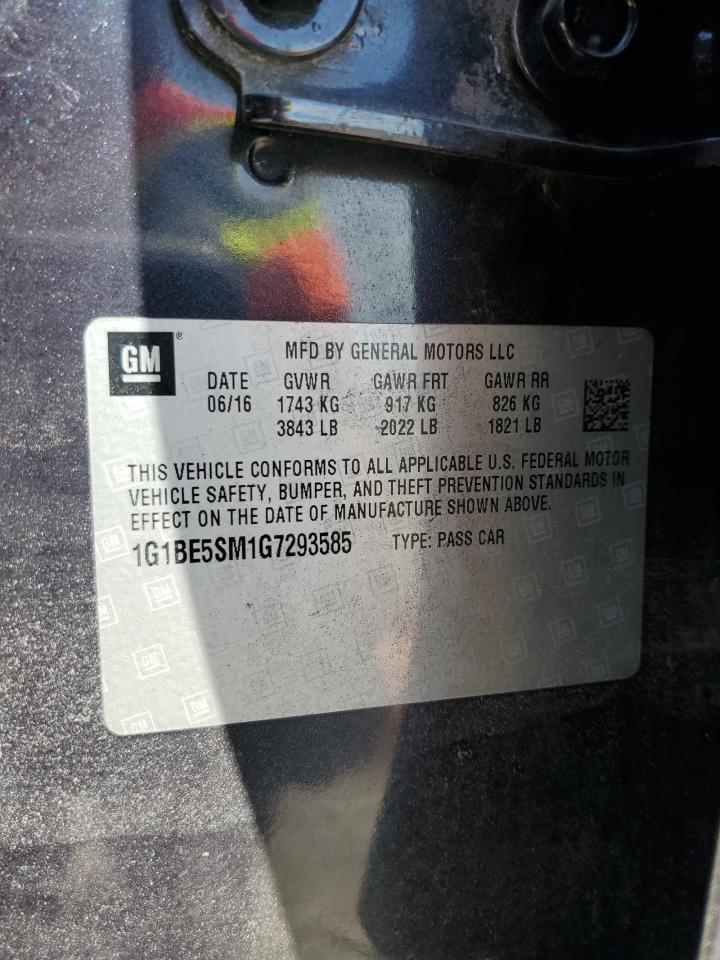 GM ® MFD BY GENERAL MOTORS LLC
DATE GVWR GAWR FRT GAWR RR
06/16 1743 KG 917 KG 826 KG
3843 LB 2022 LB 1821 LB
THIS VEHICLE CONFORMS TO ALL APPLICABLE U.S. FEDERAL MOTOR
VEHICLE SAFETY, BUMPER, AND THEFT PREVENTION STANDARDS IN
EFFECT ON THE DATE OF MANUFACTURE SHOWN ABOVE.
1G1BE5SM1G7293585 TYPE: PASS CAR